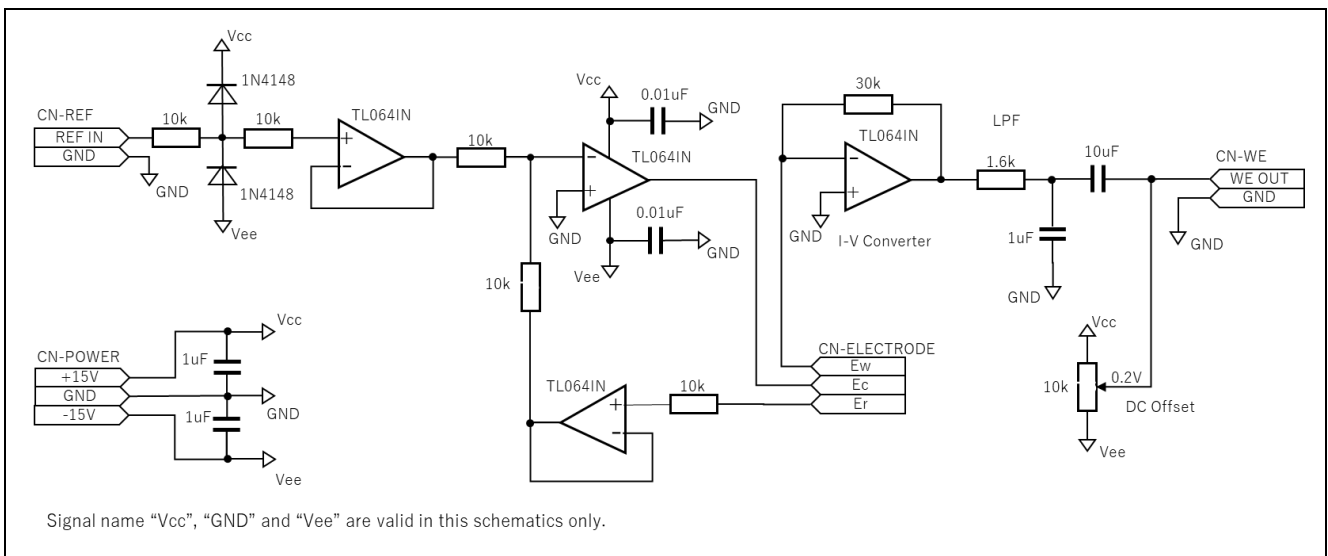 Vcc
1N4148
CN-REF
REF IN
GND
GND
10k
10k
1N4148
Vee
TL064IN
10k
Vcc
0.01uF
GND
TL064IN
GND
0.01uF
GND
Vee
10k
30k
TL064IN
GND
I-V Converter
LPF
1.6k
10uF
1uF
GND
CN-WE
WE OUT
GND
GND
CN-POWER
+15V
GND
-15V
1uF
1uF
Vcc
GND
Vee
TL064IN
10k
CN-ELECTRODE
Ew
Ec
Er
Vcc
10k
0.2V
DC Offset
Vee
Signal name “Vcc”, “GND” and “Vee” are valid in this schematics only.